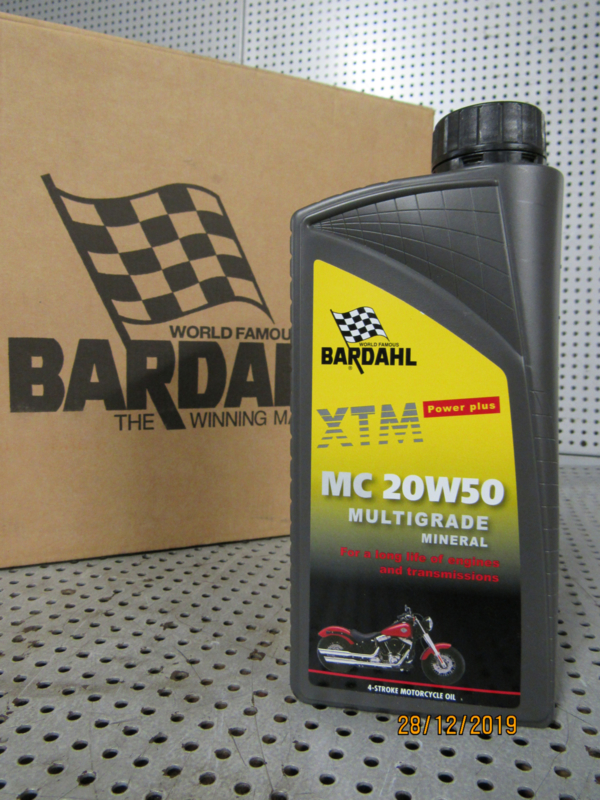 WORLD FAMOU
BARDAH
THE WINNING MA
WORLD FAMOUS
BARDAHL
®
XTM
Power plus
MC 20W50
MULTIGRADE
MINERAL
For a long life of engines
and transmissions
4-STROKE MOTORCYCLE OIL
28/12/2019